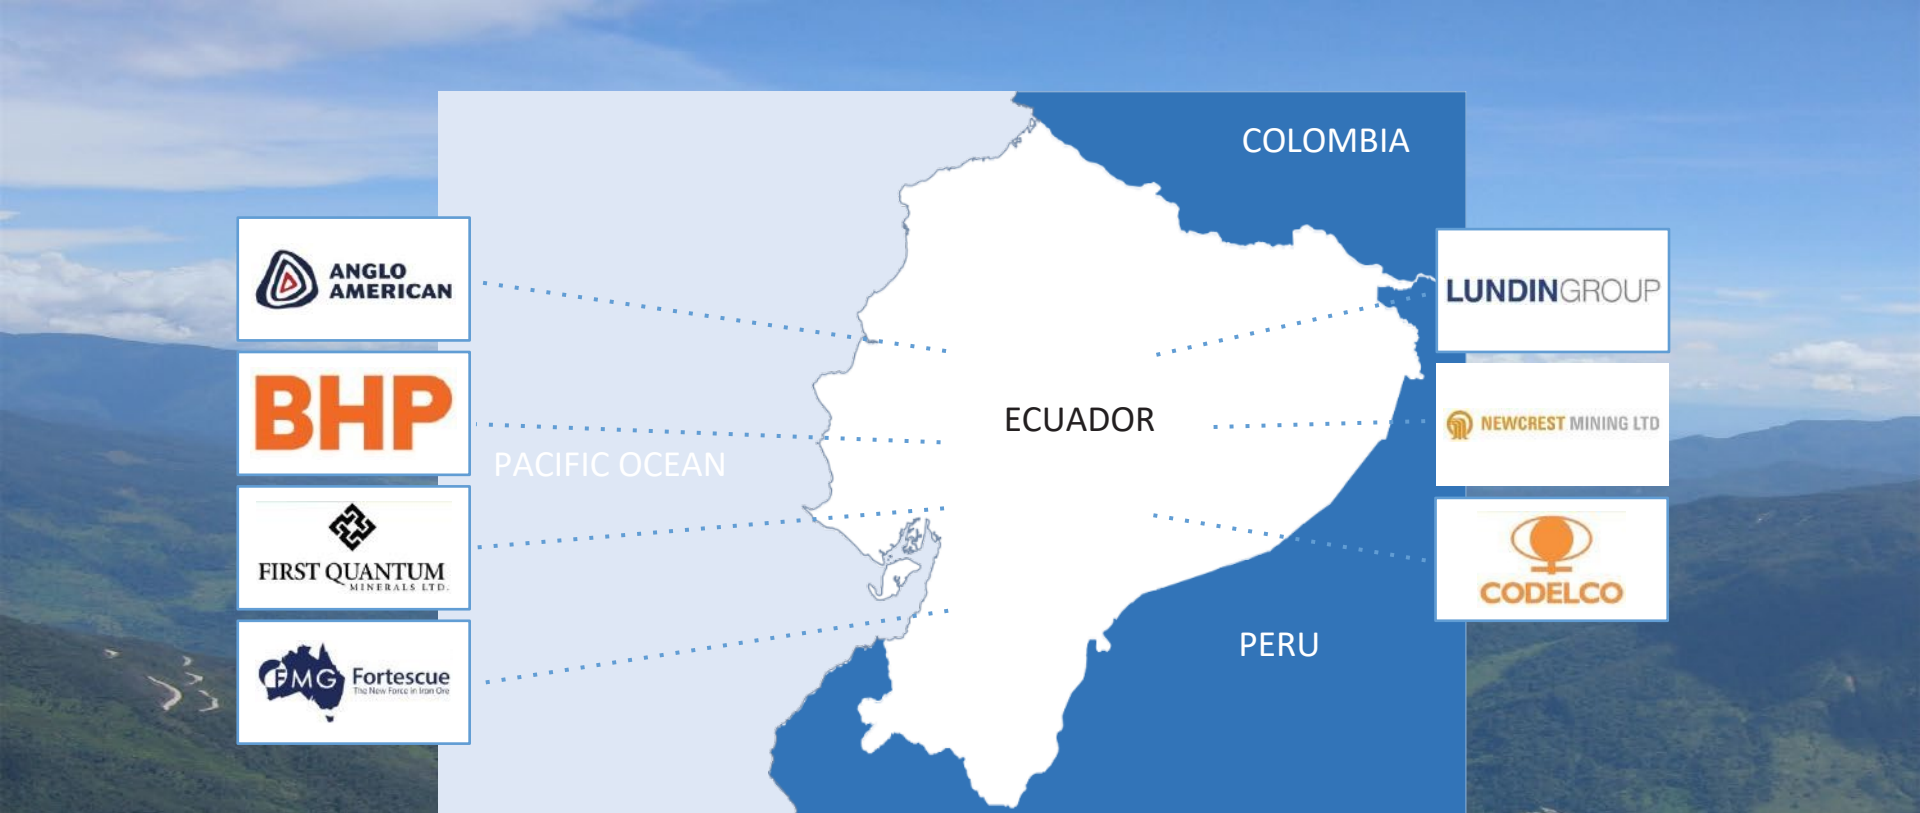 COLOMBIA
ANGLO
AMERICAN
LUNDINGROUP
BHP
ECUADOR
NEWCREST MINING LTD
PACIFIC OCEAN
FIRST QUANTUM
MINERALS LTD.
CODELCO
PERU
FMG Fortescue
The New Force in Iron Ore